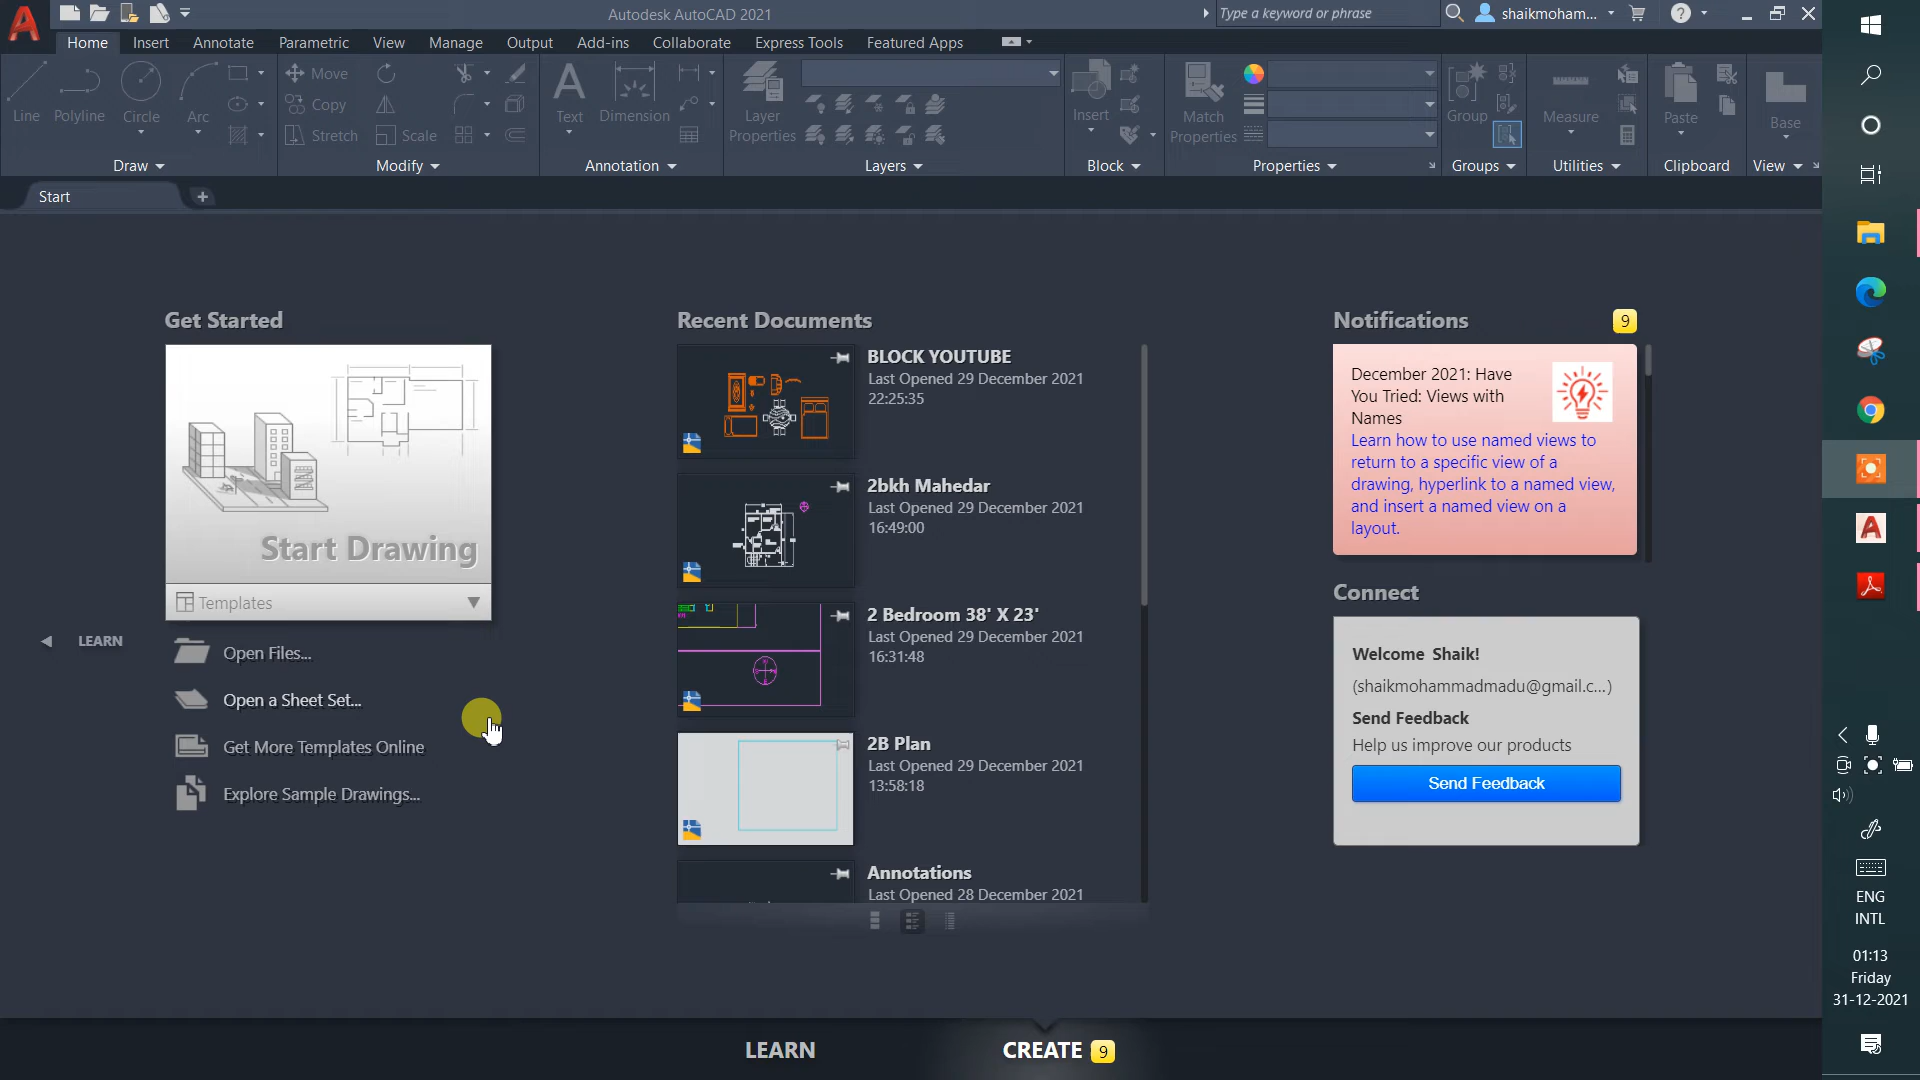 Autodesk AutoCAD 2021
Type a keyword or phrase
shaikmoham...
Home Insert Annotate Parametric View Manage Output Add-ins Collaborate Express Tools Featured Apps
Line Polyline Circle Arc
Move
Copy
Stretch Scale
Text Dimension
Layer
Properties
Insert
Match
Properties
Group
Measure
Paste
Base
Draw Modify Annotation Layers Block Properties Groups Utilities Clipboard View
Start
Get Started
Start Drawing
Templates
LEARN
Open Files...
Open a Sheet Set...
Get More Templates Online
Explore Sample Drawings...
Recent Documents
BLOCK YOUTUBE
Last Opened 29 December 2021
22:25:35
2bkh Mahedar
Last Opened 29 December 2021
16:49:00
2 Bedroom 38' X 23'
Last Opened 29 December 2021
16:31:48
2B Plan
Last Opened 29 December 2021
13:58:18
Annotations
Last Opened 28 December 2021
Notifications 9
December 2021: Have
You Tried: Views with
Names
Learn how to use named views to
return to a specific view of a
drawing, hyperlink to a named view,
and insert a named view on a
layout.
Connect
Welcome Shaik!
(shaikmohammadmadu@gmail.c...)
Send Feedback
Help us improve our products
Send Feedback
LEARN
CREATE 9
ENG
INTL
01:13
Friday
31-12-2021